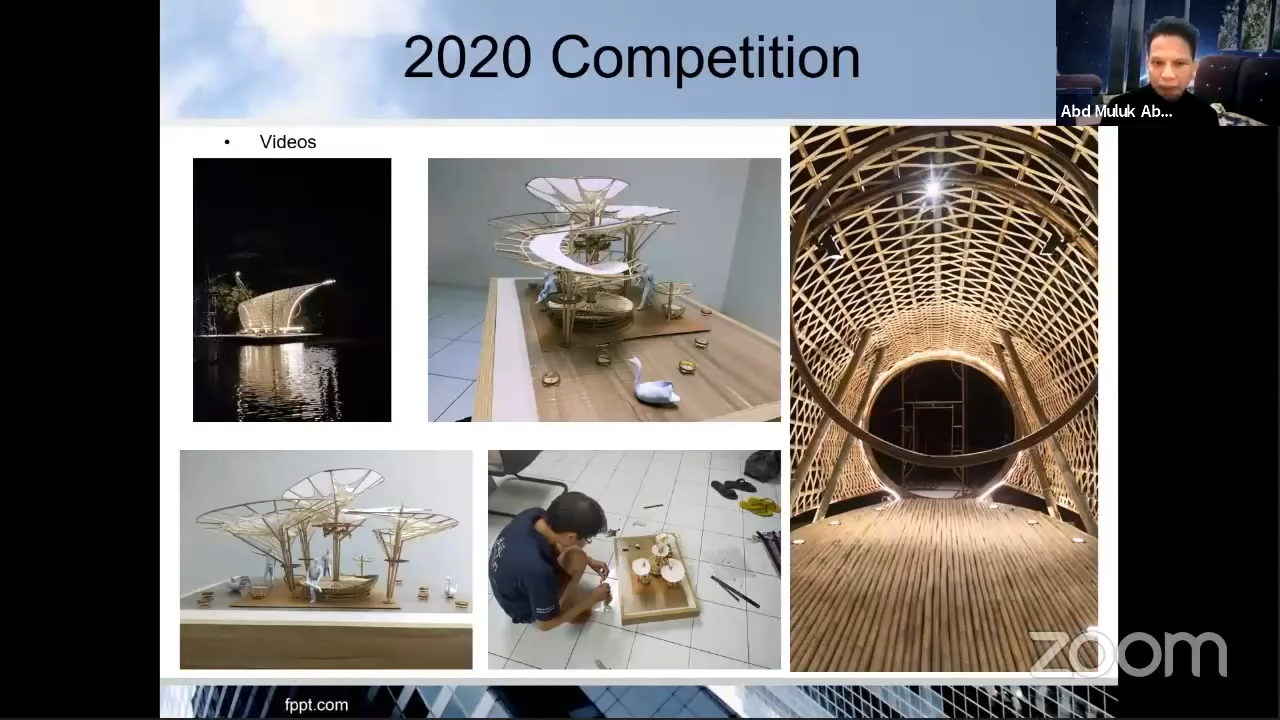 2020 Competition
Abd Muluk Ab...
• Videos
zoom
fppt.com